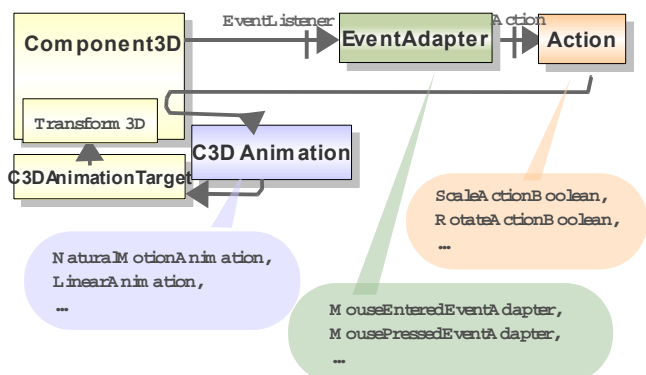 EventListener
Action
Component3D
EventAdapter
Action
Transform 3D
C3D Animation
C3DAnimationTarget
ScaleActionBoolean,
RotateActionBoolean,
…
NaturalMotionAnimation,
LinearAnimation,
…
MouseEnteredEventAdapter,
MousePressedEventAdapter,
…